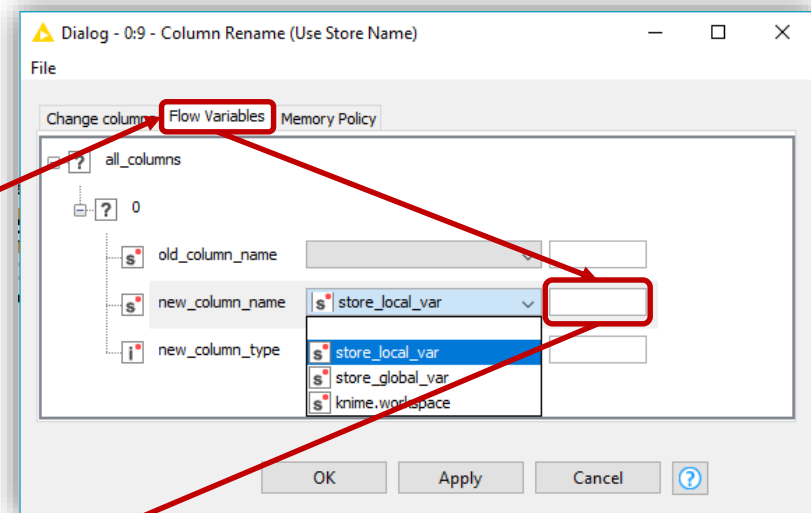 Dialog - 0:9 - Column Rename (Use Store Name)
File
Flow Variables Memory Policy
Change column
? all_columns
? 0
s old_column_name
s new_column_name s store_local_var
i new_column_type s store_local_var
s store_global_var
s knime.workspace
OK Apply Cancel ?